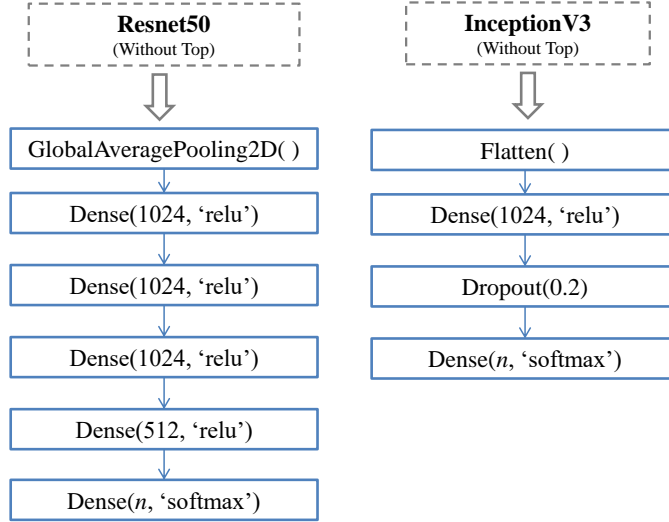 Resnet50
(Without Top)
GlobalAveragePooling2D( )
Dense(1024, ‘relu’)
Dense(1024, ‘relu’)
Dense(1024, ‘relu’)
Dense(512, ‘relu’)
Dense(n, ‘softmax’)
InceptionV3
(Without Top)
Flatten( )
Dense(1024, ‘relu’)
Dropout(0.2)
Dense(n, ‘softmax’)